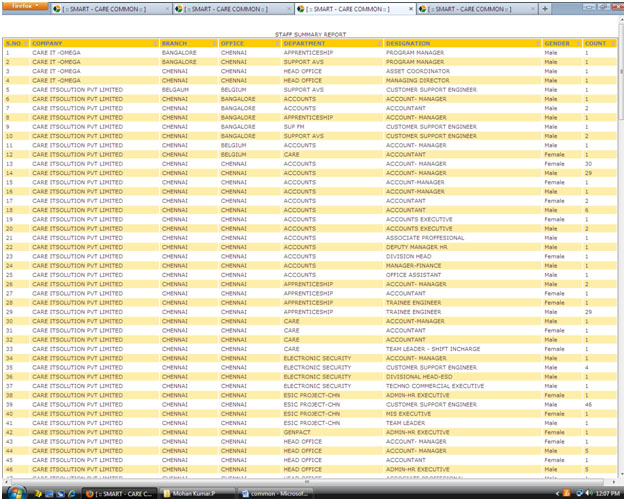 Firefox [ :: SMART - CARE COMMON :: ] [ :: SMART - CARE COMMON :: ] [ :: SMART - CARE COMMON :: ] [ :: SMART - CARE COMMON :: ]
STAFF SUMMARY REPORT
S.NO COMPANY BRANCH OFFICE DEPARTMENT DESIGNATION GENDER COUNT
1 CARE IT -OMEGA BANGALORE BANGALORE APPRENTICESHIP PROGRAM MANAGER Male 1
2 CARE IT -OMEGA BANGALORE BANGALORE SUPPORT AVS PROGRAM MANAGER Male 1
3 CARE IT -OMEGA CHENNAI CHENNAI HEAD OFFICE ASSET COORDINATOR Male 1
4 CARE IT -OMEGA CHENNAI CHENNAI HEAD OFFICE MANAGING DIRECTOR Male 1
5 CARE ITSOLUTION PVT LIMITED BELGAUM BELGIUM SUPPORT AVS CUSTOMER SUPPORT ENGINEER Male 1
6 CARE ITSOLUTION PVT LIMITED CHENNAI BANGALORE ACCOUNTS ACCOUNT- MANAGER Female 1
7 CARE ITSOLUTION PVT LIMITED CHENNAI BANGALORE ACCOUNTS ACCOUNT- MANAGER Male 2
8 CARE ITSOLUTION PVT LIMITED CHENNAI BANGALORE APPRENTICESHIP ACCOUNT- MANAGER Male 1
9 CARE ITSOLUTION PVT LIMITED CHENNAI BANGALORE SUP FM CUSTOMER SUPPORT ENGINEER Male 1
10 CARE ITSOLUTION PVT LIMITED CHENNAI BANGALORE SUPPORT AVS CUSTOMER SUPPORT ENGINEER Male 2
11 CARE ITSOLUTION PVT LIMITED CHENNAI BELGIUM ACCOUNTS ACCOUNT- MANAGER Male 1
12 CARE ITSOLUTION PVT LIMITED CHENNAI BELGIUM CARE ACCOUNTANT Female 1
13 CARE ITSOLUTION PVT LIMITED CHENNAI CHENNAI ACCOUNTS ACCOUNT- MANAGER Female 30
14 CARE ITSOLUTION PVT LIMITED CHENNAI CHENNAI ACCOUNTS ACCOUNT- MANAGER Male 29
15 CARE ITSOLUTION PVT LIMITED CHENNAI CHENNAI ACCOUNTS ACCOUNT-MANAGER Female 1
16 CARE ITSOLUTION PVT LIMITED CHENNAI CHENNAI ACCOUNTS ACCOUNT-MANAGER Male 1
17 CARE ITSOLUTION PVT LIMITED CHENNAI CHENNAI ACCOUNTS ACCOUNTANT Female 2
18 CARE ITSOLUTION PVT LIMITED CHENNAI CHENNAI ACCOUNTS ACCOUNTANT Male 6
19 CARE ITSOLUTION PVT LIMITED CHENNAI CHENNAI ACCOUNTS ACCOUNTS EXECUTIVE Female 1
20 CARE ITSOLUTION PVT LIMITED CHENNAI CHENNAI ACCOUNTS ACCOUNTS EXECUTIVE Male 2
21 CARE ITSOLUTION PVT LIMITED CHENNAI CHENNAI ACCOUNTS ASSOCIATE PROFFESIONAL Male 1
22 CARE ITSOLUTION PVT LIMITED CHENNAI CHENNAI ACCOUNTS DEPUTY MANAGER HR Male 1
23 CARE ITSOLUTION PVT LIMITED CHENNAI CHENNAI ACCOUNTS DIVISION HEAD Female 1
24 CARE ITSOLUTION PVT LIMITED CHENNAI CHENNAI ACCOUNTS MANAGER-FINANCE Male 1
25 CARE ITSOLUTION PVT LIMITED CHENNAI CHENNAI ACCOUNTS OFFICE ASSISTANT Male 1
26 CARE ITSOLUTION PVT LIMITED CHENNAI CHENNAI APPRENTICESHIP ACCOUNT- MANAGER Male 2
27 CARE ITSOLUTION PVT LIMITED CHENNAI CHENNAI APPRENTICESHIP ACCOUNTANT Female 1
28 CARE ITSOLUTION PVT LIMITED CHENNAI CHENNAI APPRENTICESHIP TRAINEE ENGINEER Female 1
29 CARE ITSOLUTION PVT LIMITED CHENNAI CHENNAI APPRENTICESHIP TRAINEE ENGINEER Male 29
30 CARE ITSOLUTION PVT LIMITED CHENNAI CHENNAI CARE ACCOUNT-MANAGER Male 1
31 CARE ITSOLUTION PVT LIMITED CHENNAI CHENNAI CARE ACCOUNTANT Female 1
32 CARE ITSOLUTION PVT LIMITED CHENNAI CHENNAI CARE ACCOUNTANT Male 1
33 CARE ITSOLUTION PVT LIMITED CHENNAI CHENNAI CARE TEAM LEADER - SHIFT INCHARGE Female 1
34 CARE ITSOLUTION PVT LIMITED CHENNAI CHENNAI ELECTRONIC SECURITY ACCOUNT- MANAGER Male 1
35 CARE ITSOLUTION PVT LIMITED CHENNAI CHENNAI ELECTRONIC SECURITY CUSTOMER SUPPORT ENGINEER Male 4
36 CARE ITSOLUTION PVT LIMITED CHENNAI CHENNAI ELECTRONIC SECURITY DIVISIONAL HEAD-ESD Male 1
37 CARE ITSOLUTION PVT LIMITED CHENNAI CHENNAI ELECTRONIC SECURITY TECHNO COMMERCIAL EXECUTIVE Male 1
38 CARE ITSOLUTION PVT LIMITED CHENNAI CHENNAI ESIC PROJECT-CHN ADMIN-HR EXECUTIVE Female 1
39 CARE ITSOLUTION PVT LIMITED CHENNAI CHENNAI ESIC PROJECT-CHN CUSTOMER SUPPORT ENGINEER Male 46
40 CARE ITSOLUTION PVT LIMITED CHENNAI CHENNAI ESIC PROJECT-CHN MIS EXECUTIVE Female 1
41 CARE ITSOLUTION PVT LIMITED CHENNAI CHENNAI ESIC PROJECT-CHN TEAM LEADER Male 1
42 CARE ITSOLUTION PVT LIMITED CHENNAI CHENNAI GENPACT ADMIN-HR EXECUTIVE Female 1
43 CARE ITSOLUTION PVT LIMITED CHENNAI CHENNAI HEAD OFFICE ACCOUNT- MANAGER Female 1
44 CARE ITSOLUTION PVT LIMITED CHENNAI CHENNAI HEAD OFFICE ACCOUNT- MANAGER Male 5
45 CARE ITSOLUTION PVT LIMITED CHENNAI CHENNAI HEAD OFFICE ACCOUNTANT Female 1
46 CARE ITSOLUTION PVT LIMITED CHENNAI CHENNAI HEAD OFFICE ADMIN-HR EXECUTIVE Male 5
[ :: SMART - CARE C... Mohan Kumar.P common - Microsof... 12:07 PM